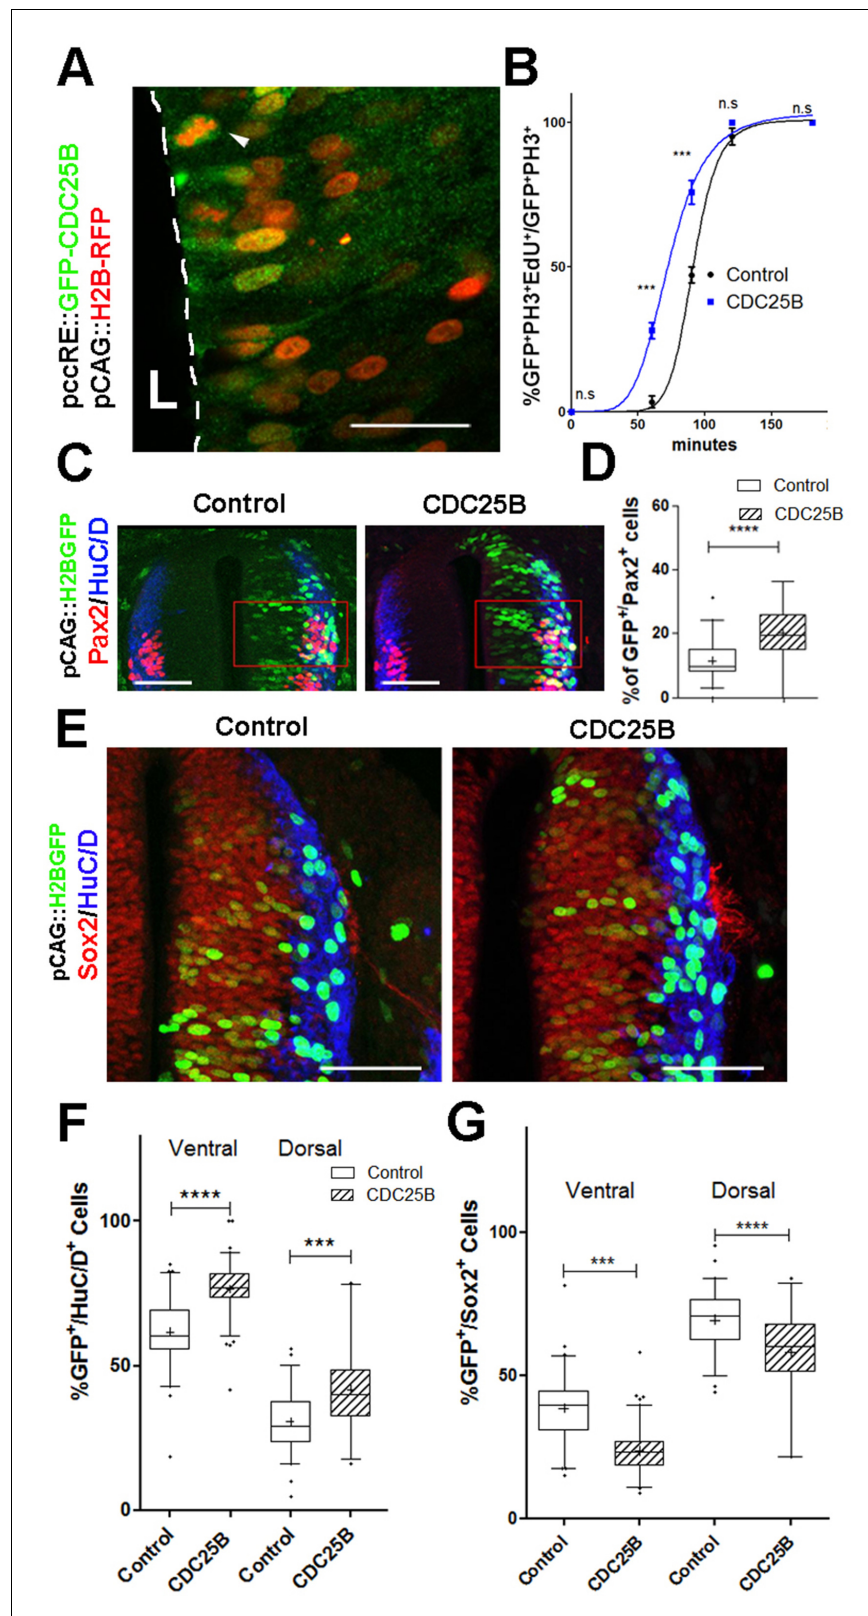 A
pccRE::GFP-CDC25B
pCAG::H2B-RFP
L
B
%GFP+PH3+EdU+/GFP+PH3+
100
50
0
n.s
***
***
n.s
n.s
Control
CDC25B
0
50
100
150
minutes
C
Control
CDC25B
pCAG::H2BGFP
Pax2/HuC/D
D
Control
CDC25B
****
%of GFP+/Pax2+ cells
60
40
20
0
E
Control
CDC25B
pCAG::H2BGFP
Sox2/HuC/D
F
Ventral
Dorsal
Control
CDC25B
****
***
%GFP+/HuC/D+ Cells
100
50
0
Control
CDC25B
Control
CDC25B
G
Ventral
Dorsal
***
****
%GFP+/Sox2+ Cells
100
50
0
Control
CDC25B
Control
CDC25B